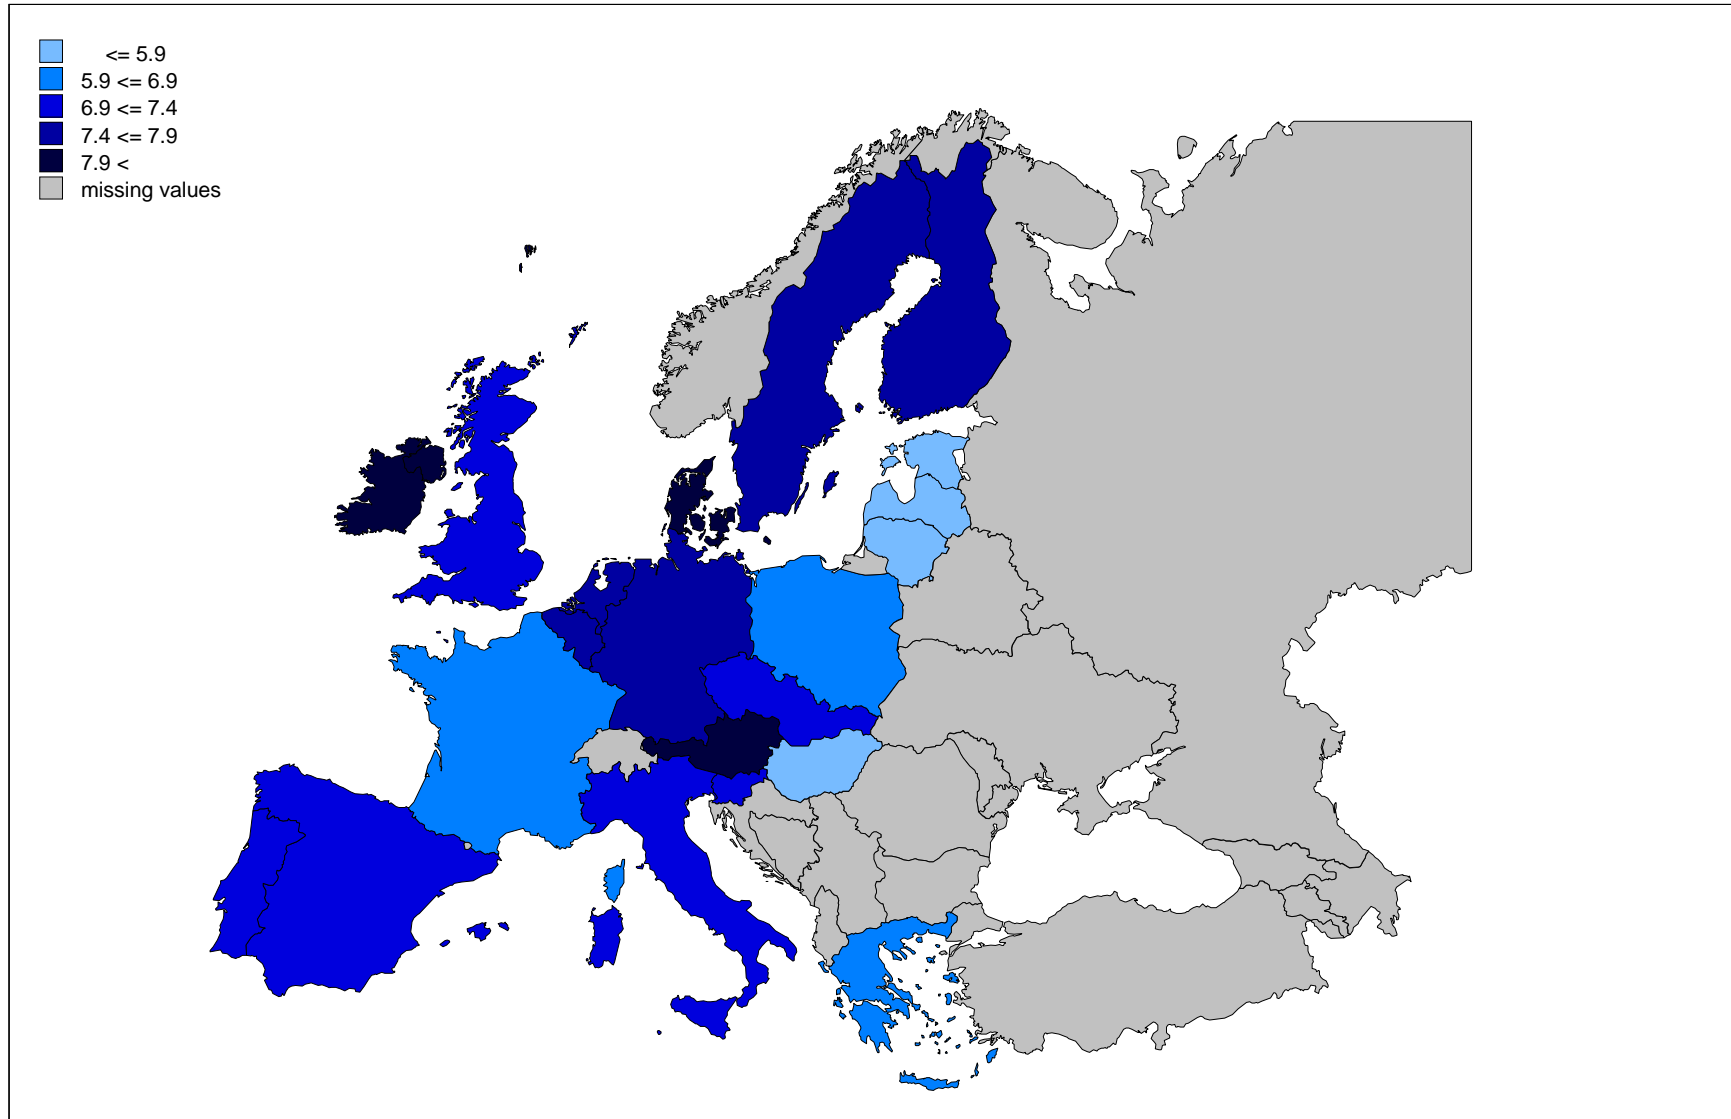 <= 5.9
5.9 <= 6.9
6.9 <= 7.4
7.4 <= 7.9
7.9 <
missing values